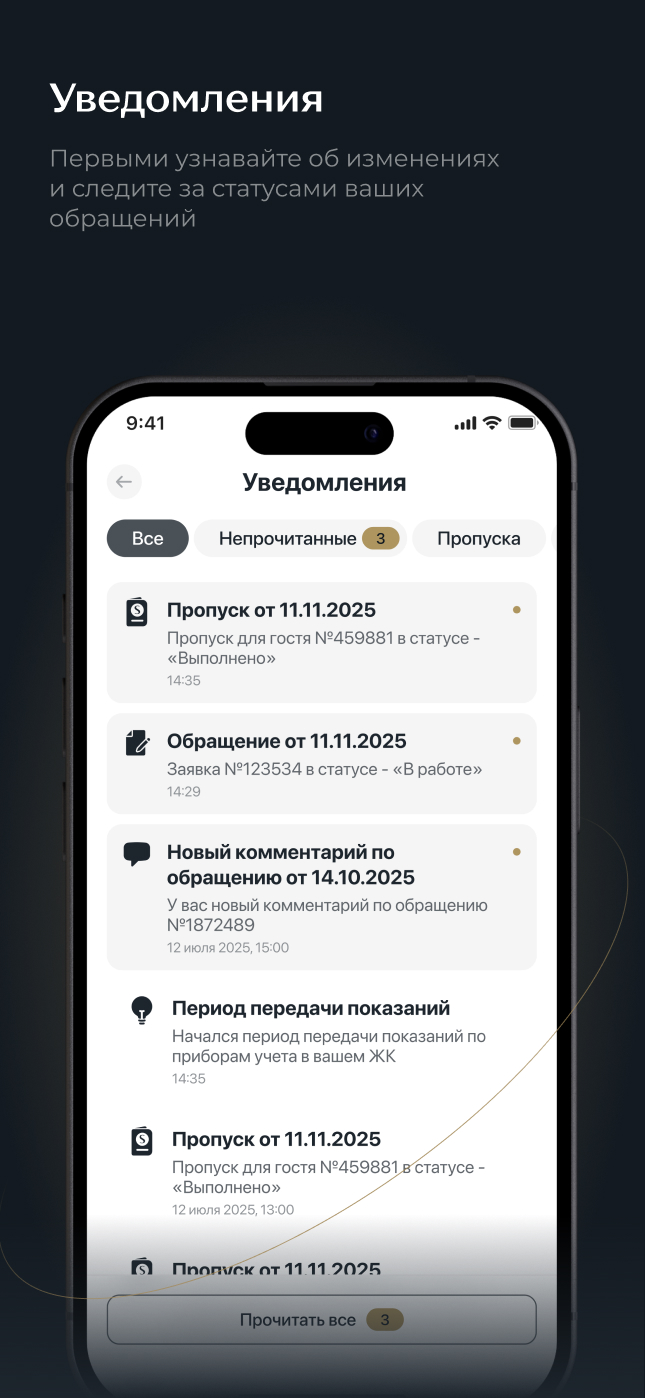 Уведомления
Первыми узнавайте об изменениях
и следите за статусами ваших
обращений
9:41
Уведомления
Все
Непрочитанные 3
Пропуска
Пропуск от 11.11.2025
Пропуск для гостя №459881 в статусе -
«Выполнено»
14:35
Обращение от 11.11.2025
Заявка №123534 в статусе - «В работе»
14:29
Новый комментарий по
обращению от 14.10.2025
У вас новый комментарий по обращению
№1872489
12 июля 2025, 15:00
Период передачи показаний
Начался период передачи показаний по
приборам учета в вашем ЖК
14:35
Пропуск от 11.11.2025
Пропуск для гостя №459881 в статусе -
«Выполнено»
12 июля 2025, 13:00
Пропуск от 11.11.2025
Прочитать все 3